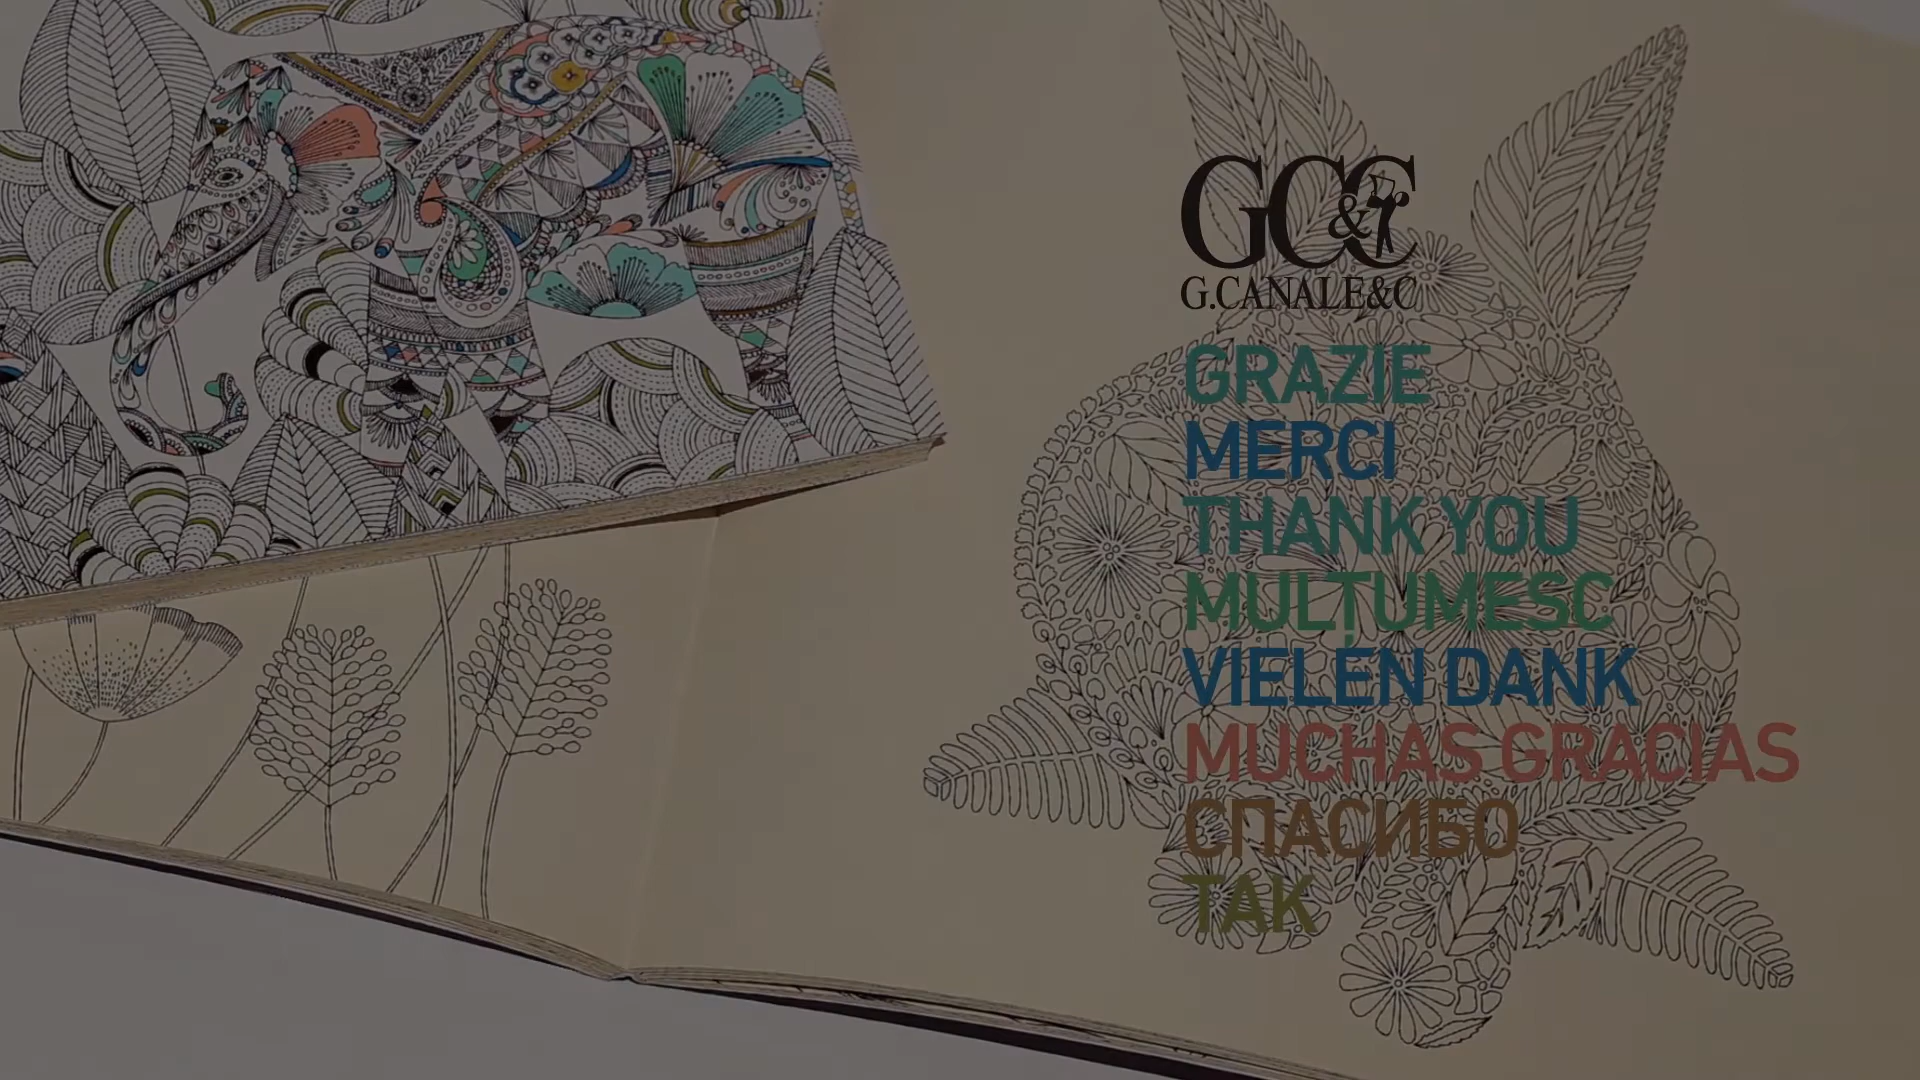 GC&C
G.CANALE&C
GRAZIE
MERCI
THANK YOU
MULȚUMESC
VIELEN DANK
MUCHAS GRACIAS
СПАСИБО
TAK